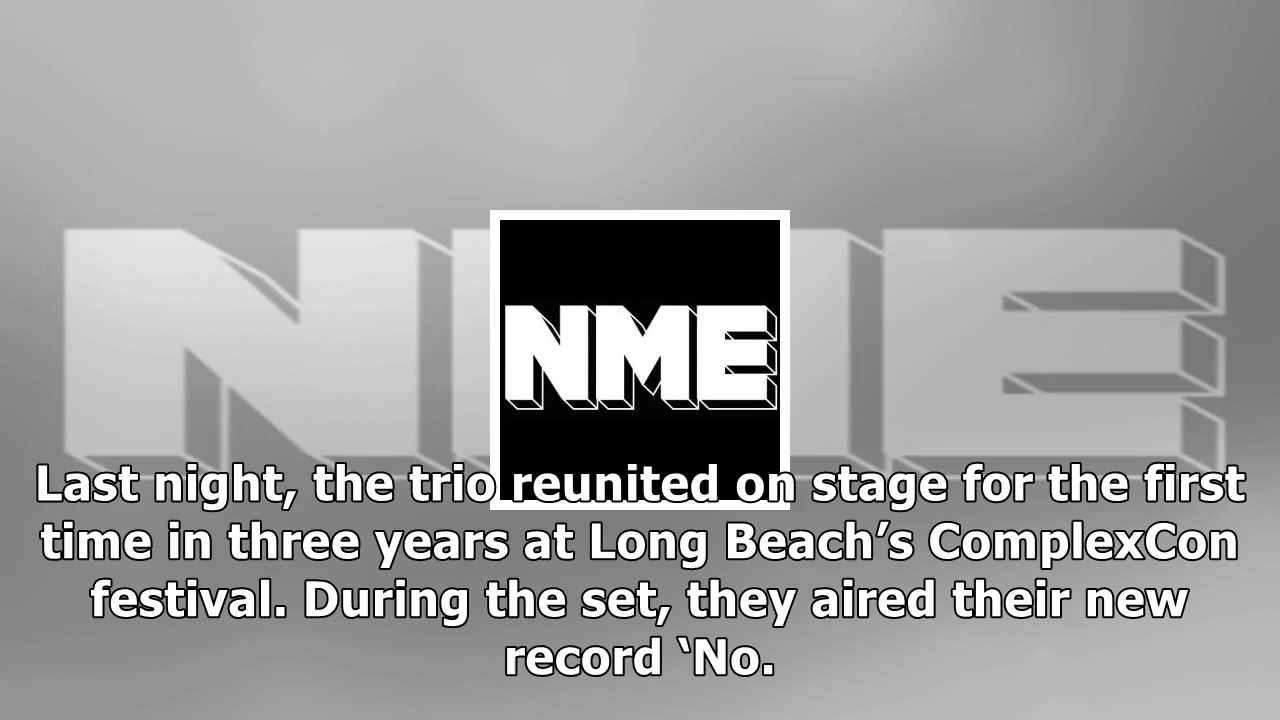 NME
NME
Last night, the trio reunited on stage for the first
time in three years at Long Beach’s ComplexCon
festival. During the set, they aired their new
record ‘No.